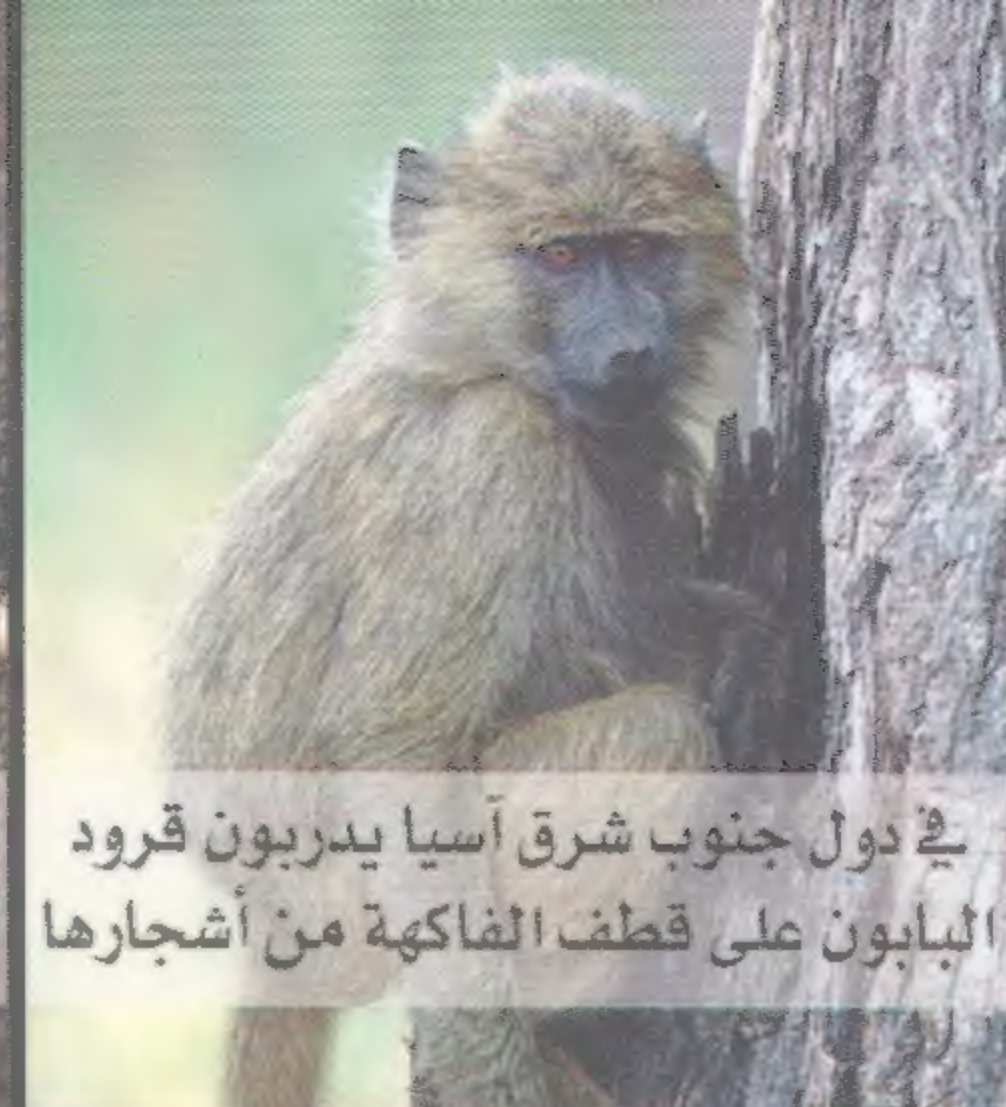 في دول جنوب شرق آسيا يدربون قرود
البابون على قطف الفاكهة من أشجارها